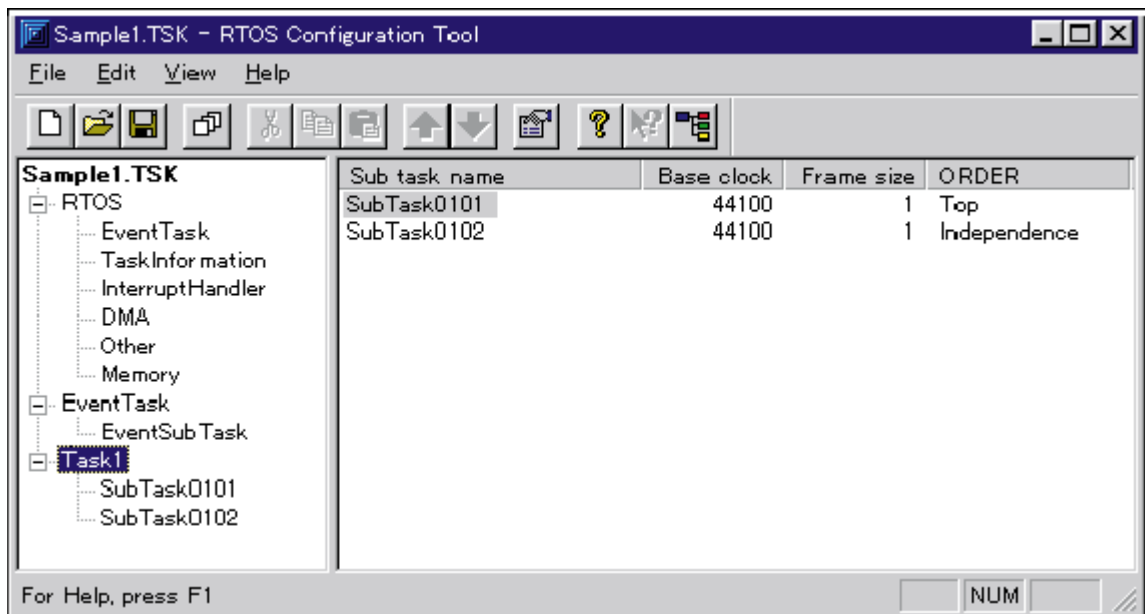 Sample1.TSK - RTOS Configuration Tool
File Edit View Help
Sample1.TSK
RTOS
EventTask
TaskInformation
InterruptHandler
DMA
Other
Memory
EventTask
EventSubTask
Task1
SubTask0101
SubTask0102
Sub task name Base clock Frame size ORDER
SubTask0101 44100 1 Top
SubTask0102 44100 1 Independence
For Help, press F1
NUM